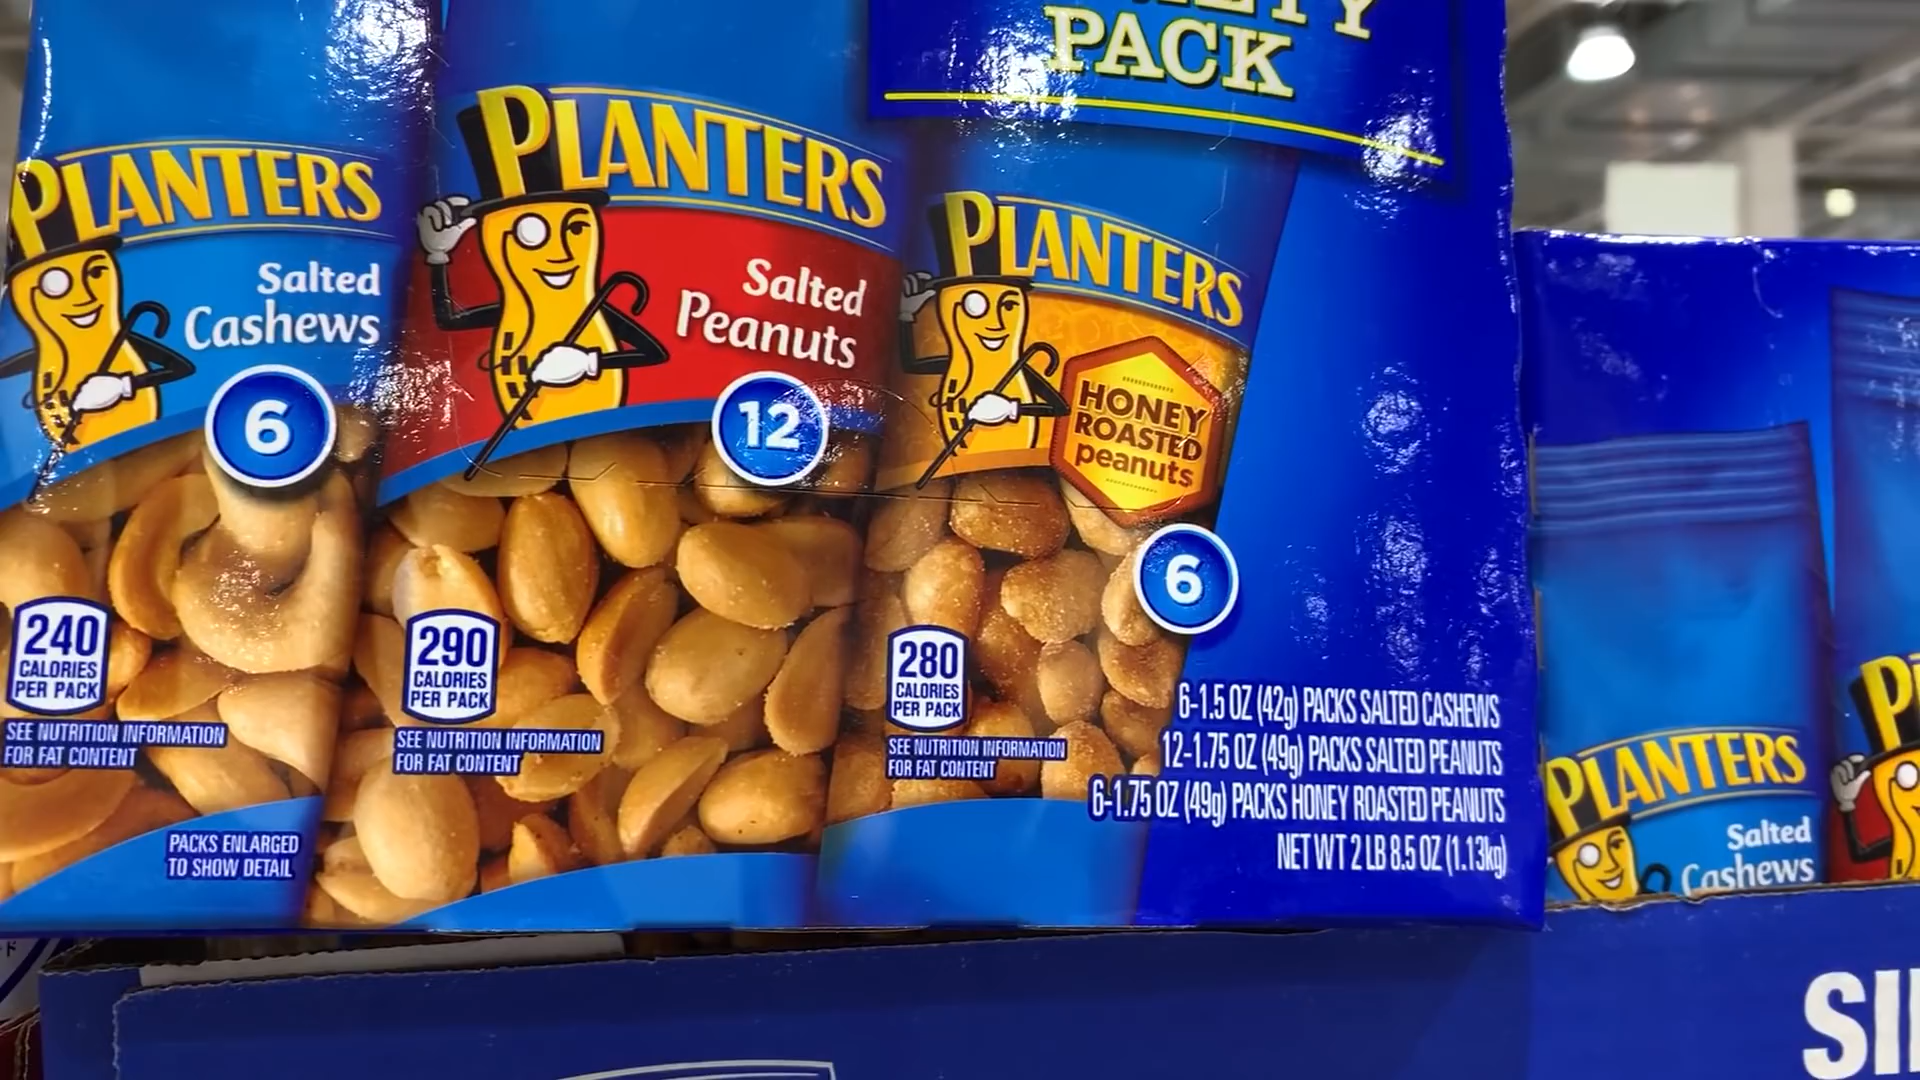 PACK
PLANTERS
Salted
Cashews
6
240
CALORIES
PER PACK
SEE NUTRITION INFORMATION
FOR FAT CONTENT
PACKS ENLARGED
TO SHOW DETAIL
PLANTERS
Salted
Peanuts
12
290
CALORIES
PER PACK
SEE NUTRITION INFORMATION
FOR FAT CONTENT
PLANTERS
HONEY
ROASTED
peanuts
6
280
CALORIES
PER PACK
SEE NUTRITION INFORMATION
FOR FAT CONTENT
6-1.5 OZ (42g) PACKS SALTED CASHEWS
12-1.75 OZ (49g) PACKS SALTED PEANUTS
6-1.75 OZ (49g) PACKS HONEY ROASTED PEANUTS
NET WT 2 LB 8.5 OZ (1.13kg)
PLANTERS
Salted
Cashews